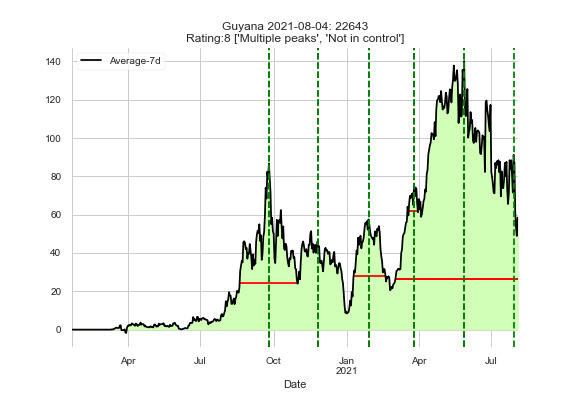 Guyana 2021-08-04: 22643
Rating:8 ['Multiple peaks', 'Not in control']
Average-7d
140
120
100
80
60
40
20
0
Apr Jul Oct Jan Apr Jul
2021
Date